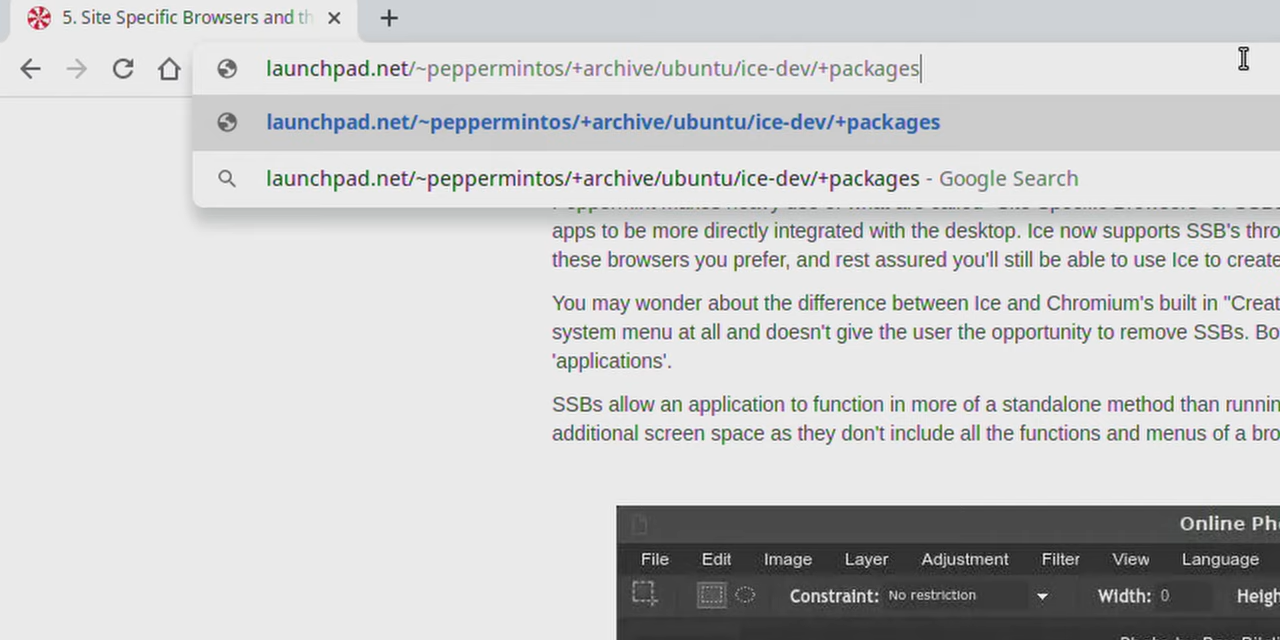 5. Site Specific Browsers and th
launchpad.net/~peppermintos/+archive/ubuntu/ice-dev/+packages
launchpad.net/~peppermintos/+archive/ubuntu/ice-dev/+packages
launchpad.net/~peppermintos/+archive/ubuntu/ice-dev/+packages - Google Search
apps to be more directly integrated with the desktop. Ice now supports SSB's thro
these browsers you prefer, and rest assured you'll still be able to use Ice to create
You may wonder about the difference between Ice and Chromium's built in "Creat
system menu at all and doesn't give the user the opportunity to remove SSBs. Bo
'applications'.
SSBs allow an application to function in more of a standalone method than runnin
additional screen space as they don't include all the functions and menus of a bro
Online Pho
File Edit Image Layer Adjustment Filter View Language
Constraint: No restriction Width: 0 Heigh